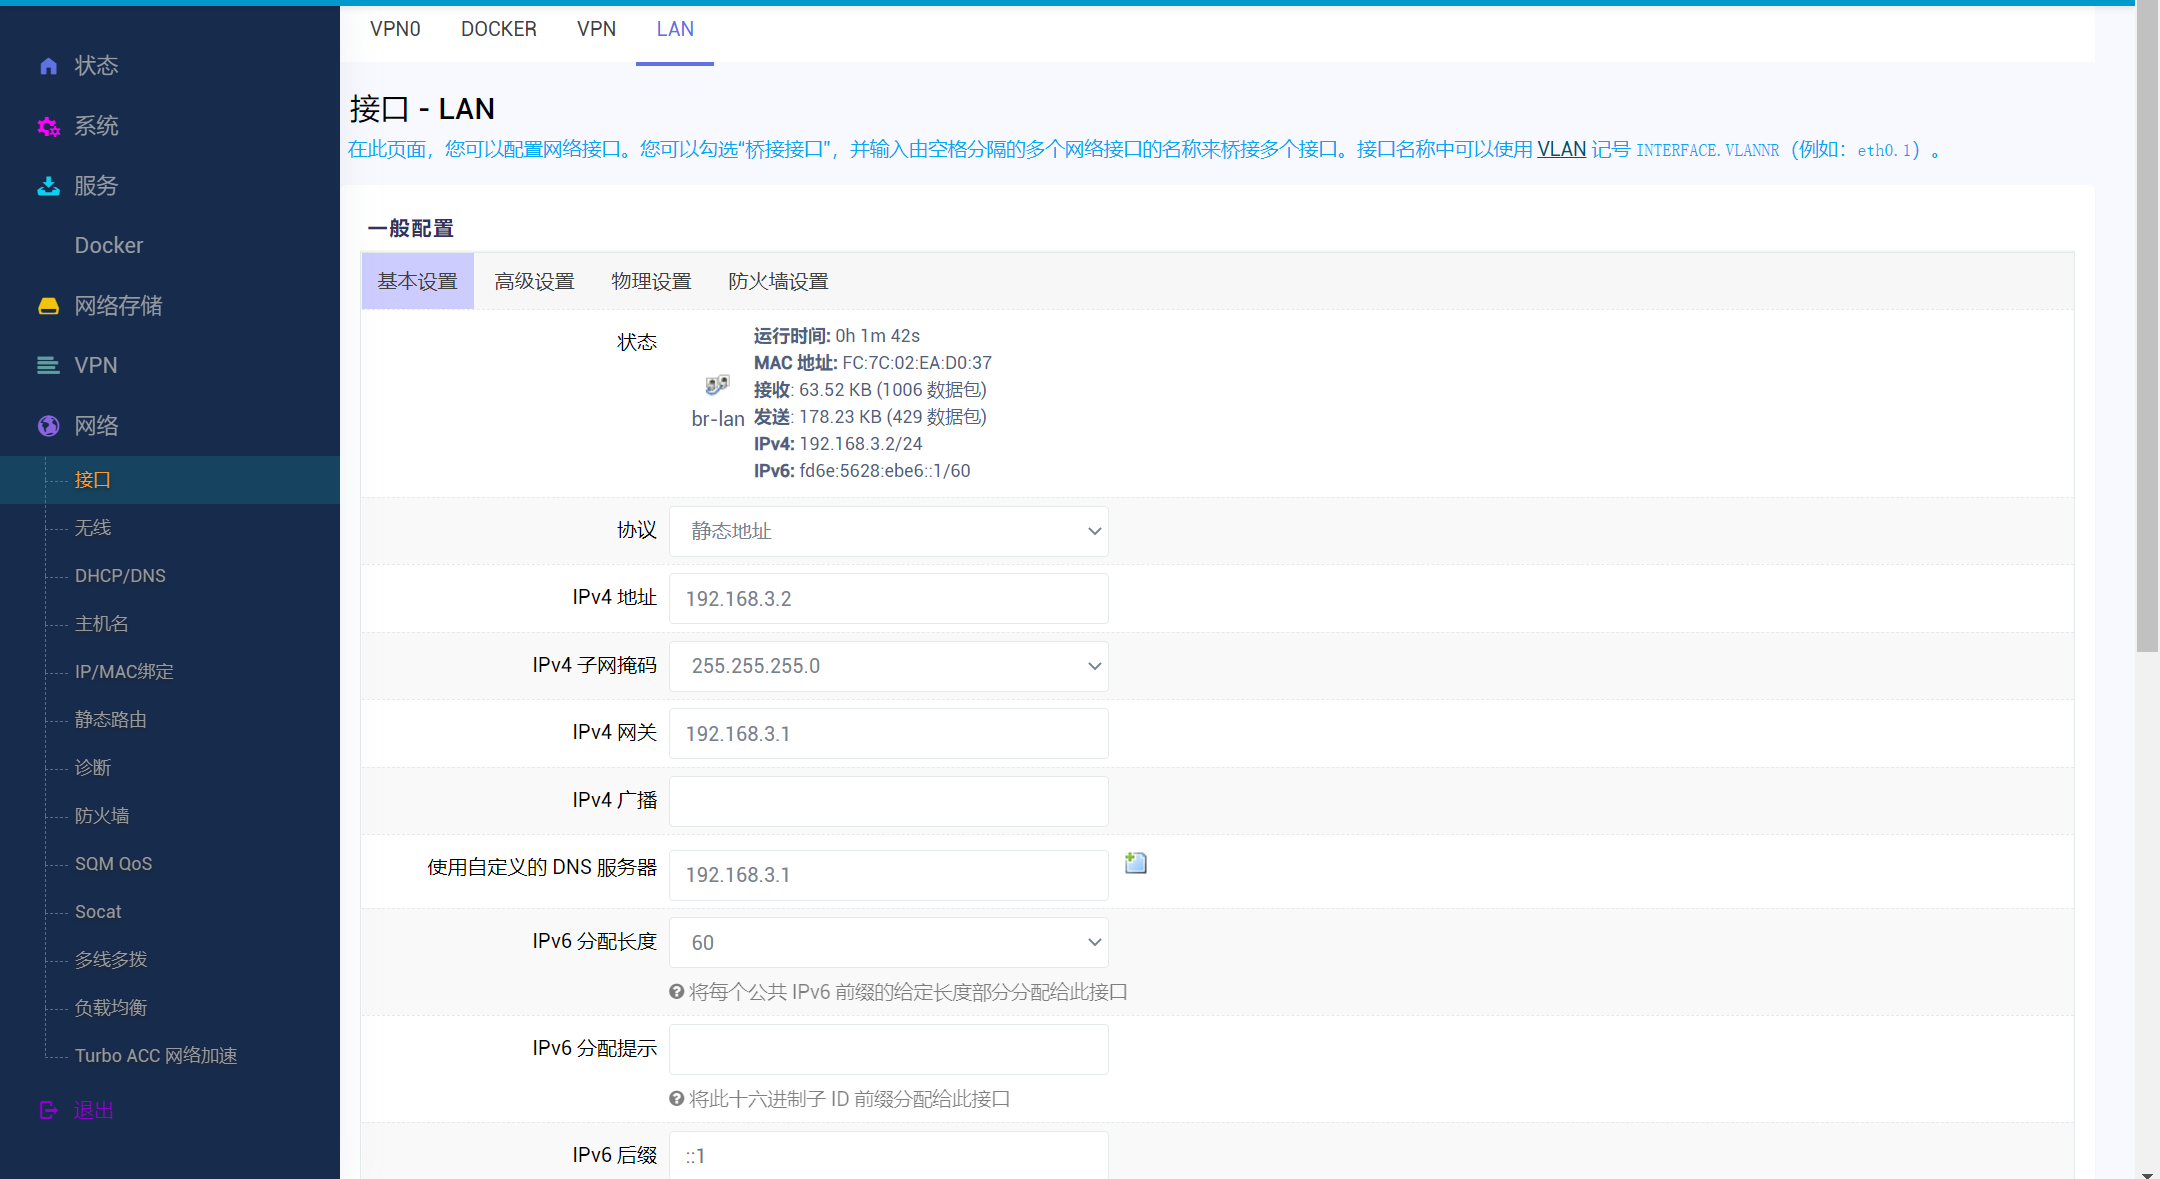 VPN0 DOCKER VPN LAN
状态
系统
服务
Docker
网络存储
VPN
网络
接口
无线
DHCP/DNS
主机名
IP/MAC绑定
静态路由
诊断
防火墙
SQM QoS
Socat
多线多拨
负载均衡
Turbo ACC 网络加速
退出
接口 - LAN
在此页面，您可以配置网络接口。您可以勾选“桥接接口”，并输入由空格分隔的多个网络接口的名称来桥接多个接口。接口名称中可以使用 VLAN 记号 INTERFACE.VLANNR（例如：eth0.1）。
一般配置
基本设置 高级设置 物理设置 防火墙设置
状态
br-lan
运行时间: 0h 1m 42s
MAC 地址: FC:7C:02:EA:D0:37
接收: 63.52 KB (1006 数据包)
发送: 178.23 KB (429 数据包)
IPv4: 192.168.3.2/24
IPv6: fd6e:5628:ebe6::1/60
协议 静态地址
IPv4 地址 192.168.3.2
IPv4 子网掩码 255.255.255.0
IPv4 网关 192.168.3.1
IPv4 广播
使用自定义的 DNS 服务器 192.168.3.1
IPv6 分配长度 60
将每个公共 IPv6 前缀的给定长度部分分配给此接口
IPv6 分配提示
将此十六进制子 ID 前缀分配给此接口
IPv6 后缀 ::1